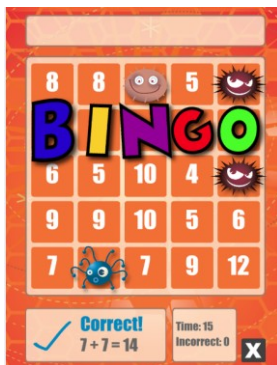 8 8 5
BINGO
6 5 10 4
9 9 10 5 6
7 7 9 12
Correct!
7 + 7 = 14
Time: 15
Incorrect: 0
X